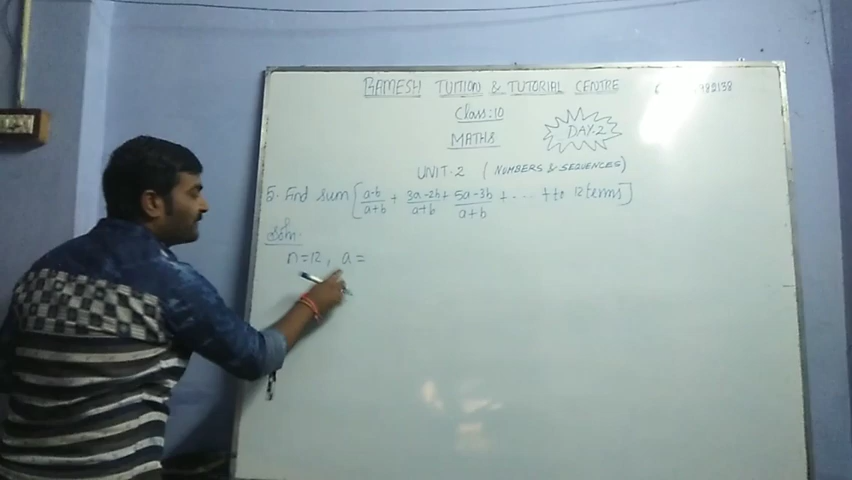 RAMESH TUITION & TUTORIAL CENTRE
Class:10
MATHS
DAY-2
UNIT-2 (NUMBERS & SEQUENCES)
5. Find sum [a-b/a+b + 3a-2b/a+b + 5a-3b/a+b + ... + to 12 terms]
Soln.
n=12, a=